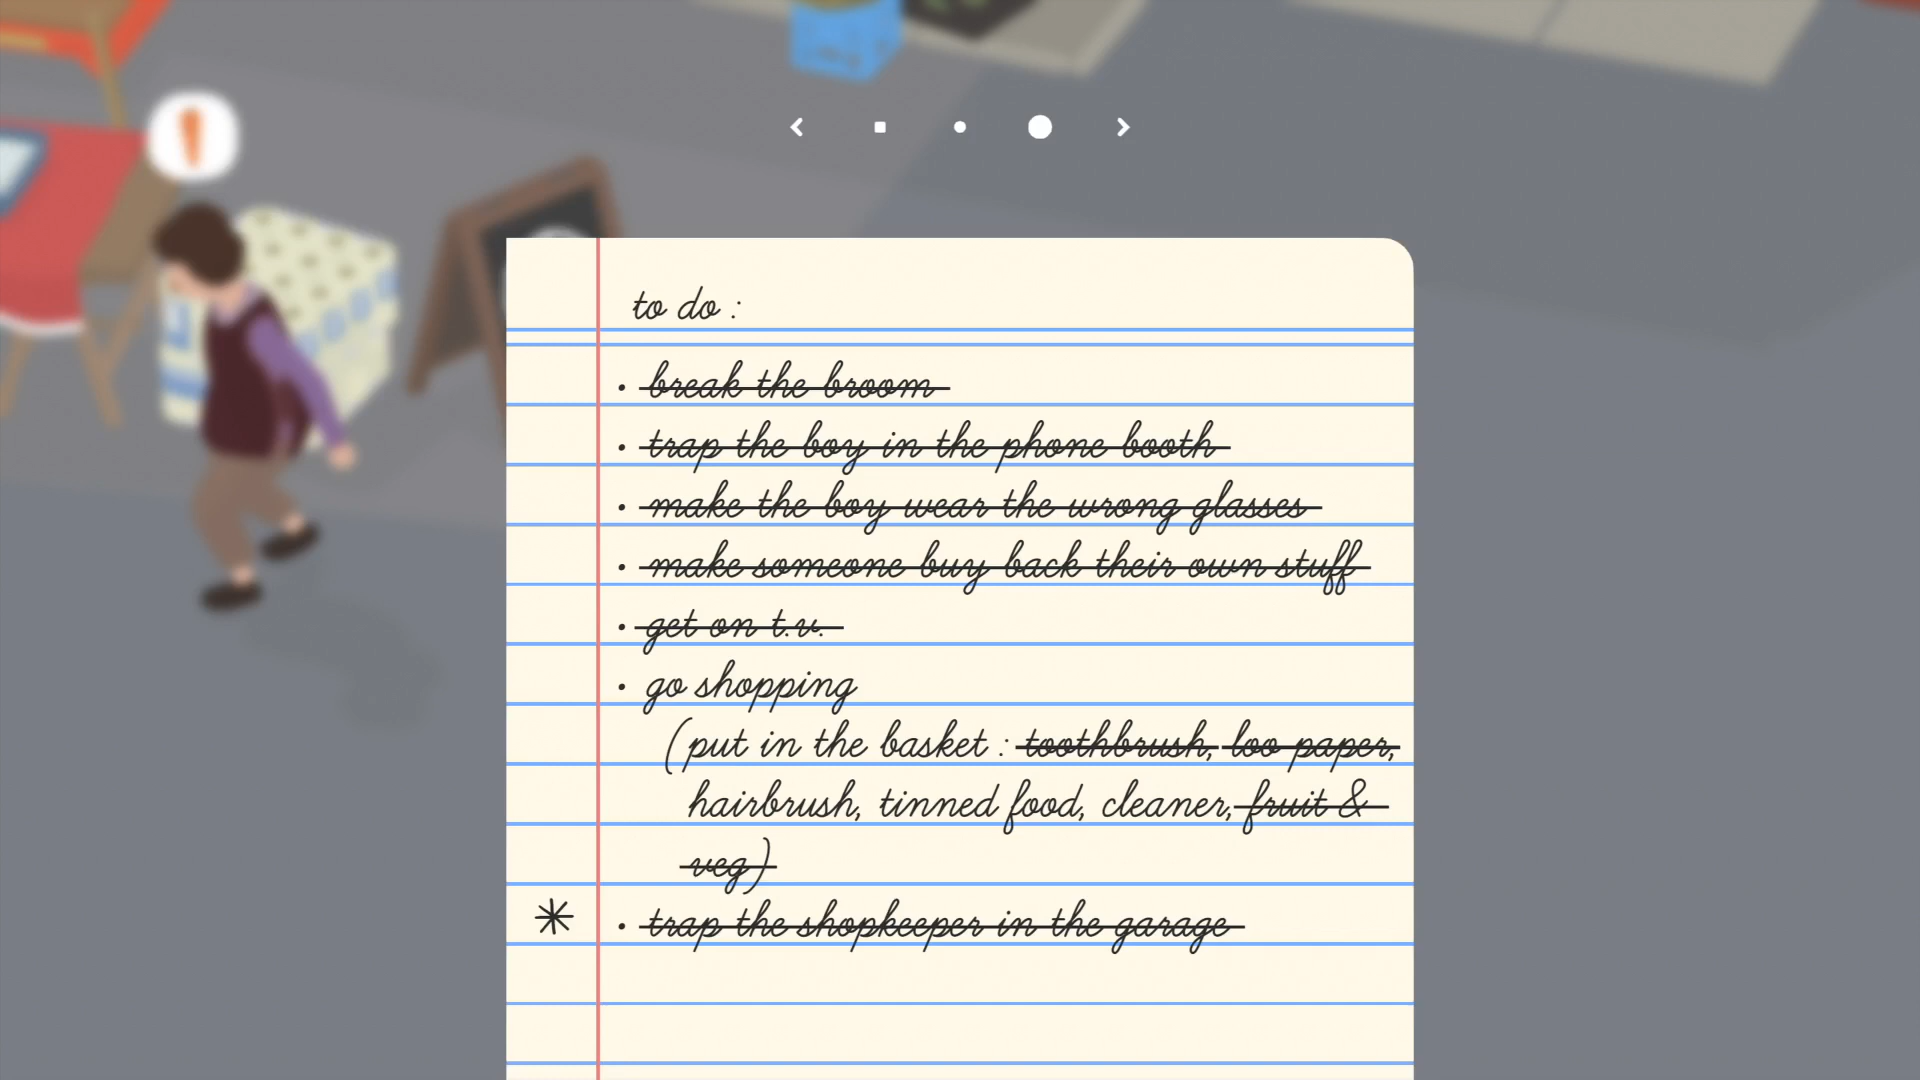 to do :
• break the broom
• trap the boy in the phone booth
• make the boy wear the wrong glasses
• make someone buy back their own stuff
• get on t.v.
• go shopping
(put in the basket : toothbrush, loo paper,
hairbrush, tinned food, cleaner, fruit &
veg)
* • trap the shopkeeper in the garage